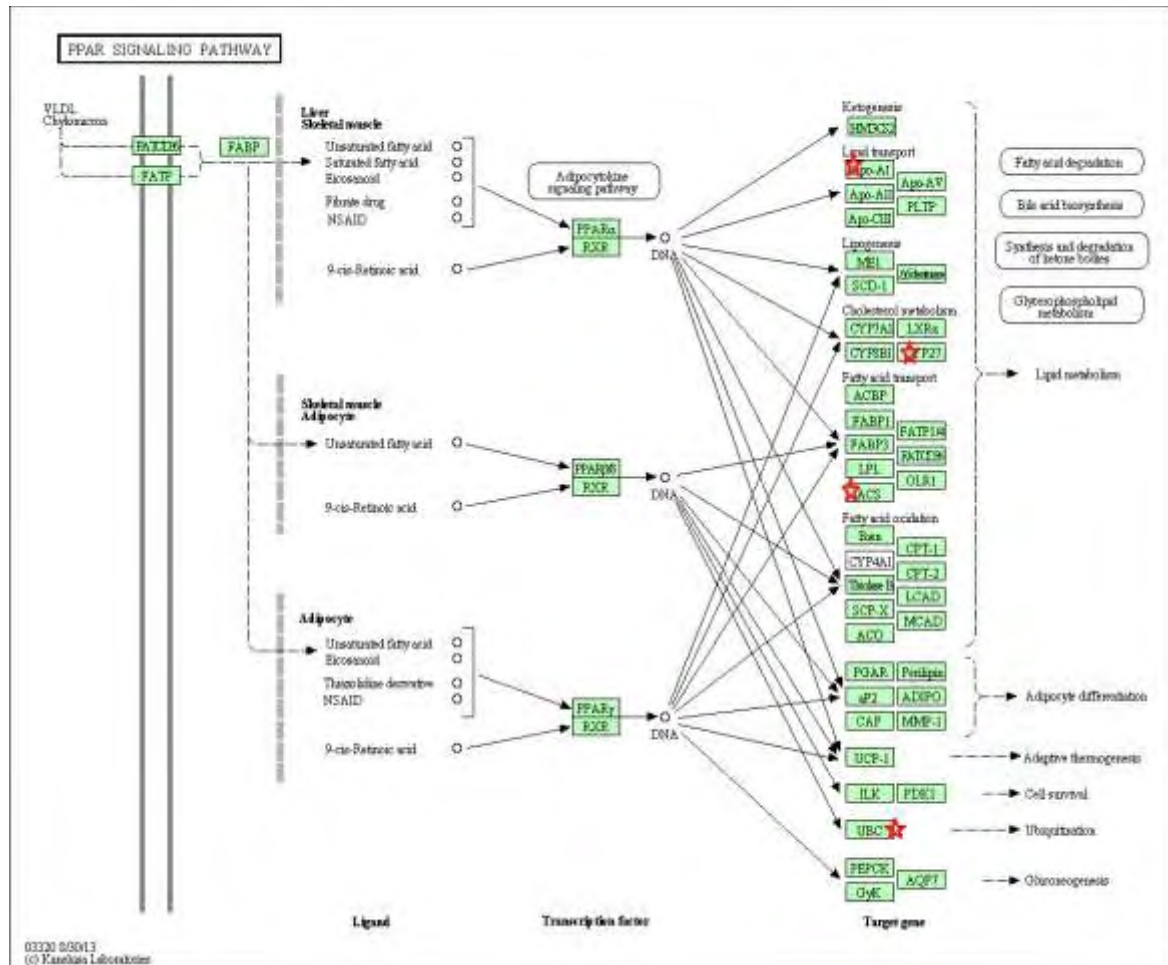 PPAR SIGNALING PATHWAY
VLDL
Chylomicron
FAT/CD36
FATP
FABP
Liver
Skeletal muscle
Unsaturated fatty acid
Saturated fatty acid
Eicosanoid
Fibrate drug
NSAID
9-cis-Retinoic acid
Adipocytokine
signaling pathway
PPARα
RXR
DNA
Skeletal muscle
Adipocyte
Unsaturated fatty acid
9-cis-Retinoic acid
PPARβ/δ
RXR
DNA
Adipocyte
Unsaturated fatty acid
Eicosanoid
Thiazolidine derivative
NSAID
9-cis-Retinoic acid
PPARγ
RXR
DNA
Ketogenesis
HMGCS2
Lipid transport
Apo-AI
Apo-AII
Apo-AV
Apo-CIII
PLTP
Lipogenesis
ME1
SCD-1
Cholesterol metabolism
CYP7A1
LXRα
CYP8B1
Fatty acid transport
ACBP
FABP1
FATP1/4
FABP3
FAT/CD36
LPL
OLR1
ACS
Fatty acid oxidation
Bien
CYP4A1
CPT-1
Thiolase B
CPT-2
SCP-X
LCAD
ACO
MCAD
PGAR
Perilipin
aP2
ADIPO
CAP
MMP-1
UCP-1
ILK
PDK1
UBC
PEPCK
GyK
AQP7
Fatty acid degradation
Bile acid biosynthesis
Synthesis and degradation
of ketone bodies
Glycerophospholipid
metabolism
Lipid metabolism
Adipocyte differentiation
Adaptive thermogenesis
Cell survival
Ubiquitination
Gluconeogenesis
Ligand
Transcription factor
Target gene
03320 8/30/13
(c) Kanehisa Laboratories